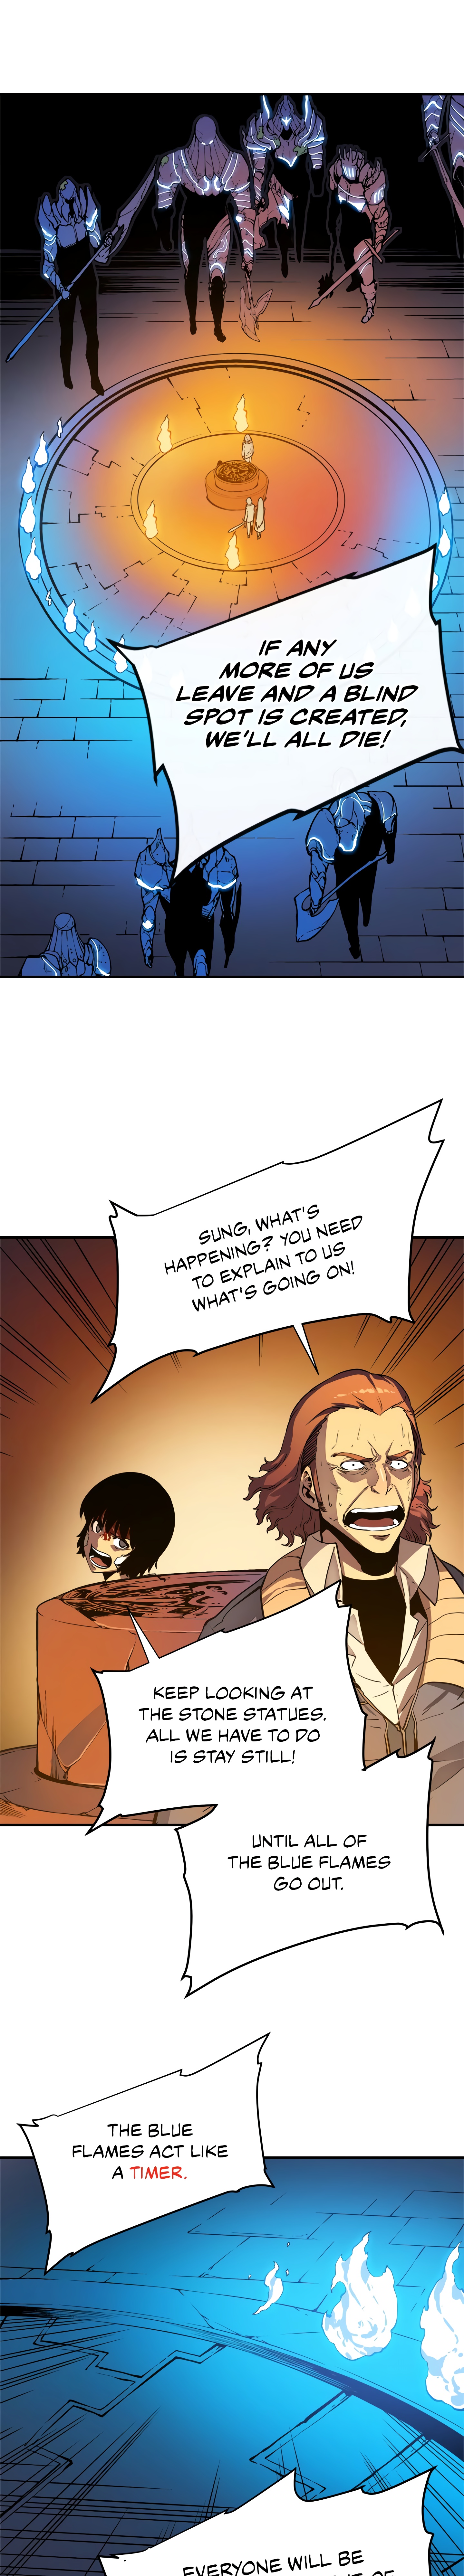 IF ANY
MORE OF US
LEAVE AND A BLIND
SPOT IS CREATED,
WE'LL ALL DIE!
SUNG, WHAT'S
HAPPENING? YOU NEED
TO EXPLAIN TO US
WHAT'S GOING ON!
KEEP LOOKING AT
THE STONE STATUES.
ALL WE HAVE TO DO
IS STAY STILL!
UNTIL ALL OF
THE BLUE FLAMES
GO OUT.
THE BLUE
FLAMES ACT LIKE
A TIMER.
EVERYONE WILL BE
OF